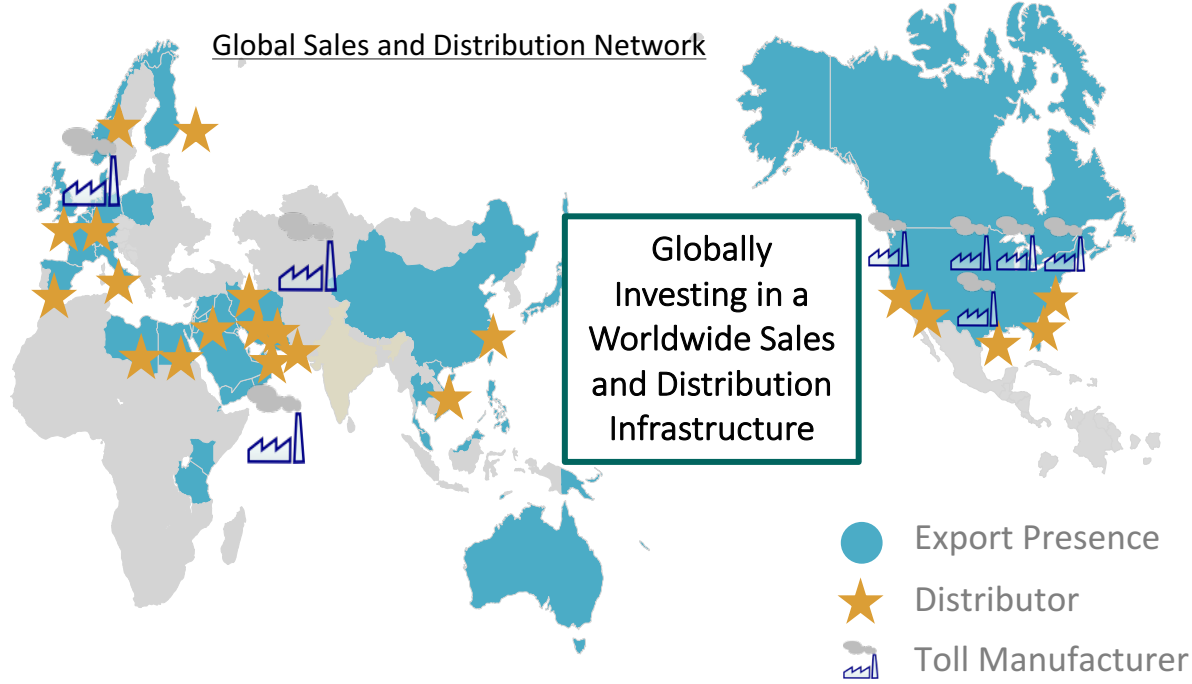 Global Sales and Distribution Network
Globally
Investing in a
Worldwide Sales
and Distribution
Infrastructure
Export Presence
Distributor
Toll Manufacturer